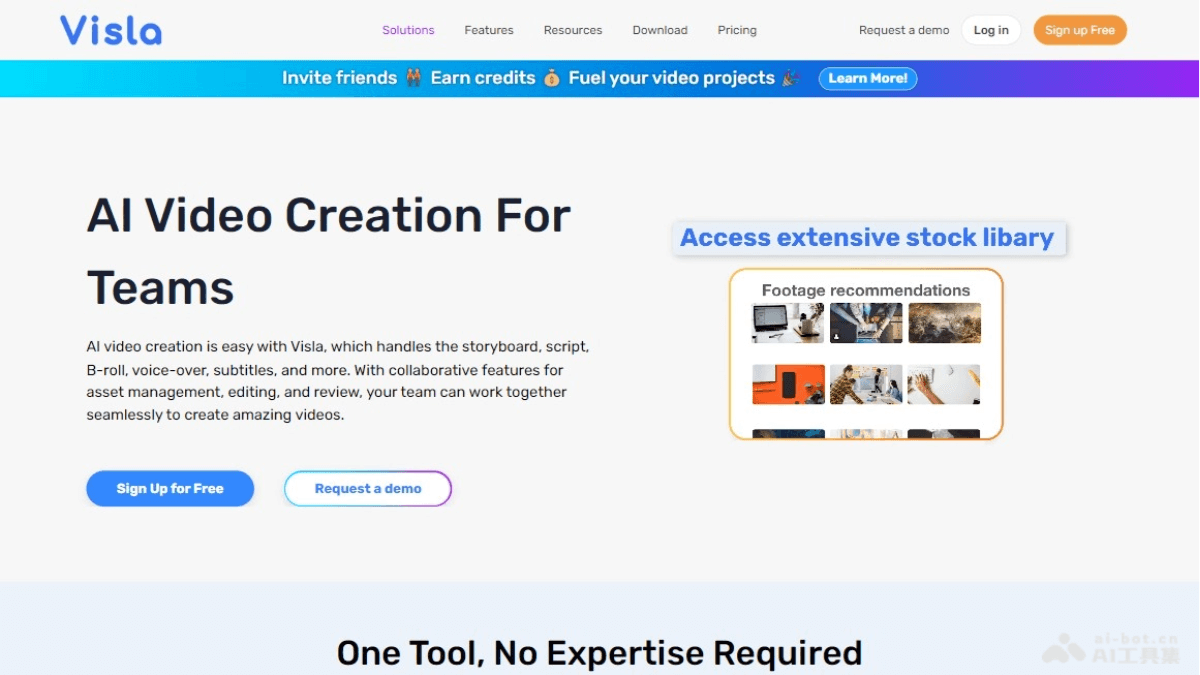 Visla
Solutions Features Resources Download Pricing Request a demo Log in Sign up Free
Invite friends 👫 Earn credits 💰 Fuel your video projects 🎉 Learn More!
AI Video Creation For
Teams
AI video creation is easy with Visla, which handles the storyboard, script,
B-roll, voice-over, subtitles, and more. With collaborative features for
asset management, editing, and review, your team can work together
seamlessly to create amazing videos.
Sign Up for Free Request a demo
Access extensive stock libary
Footage recommendations
One Tool, No Expertise Required
ai-bot.cn
AI工具集